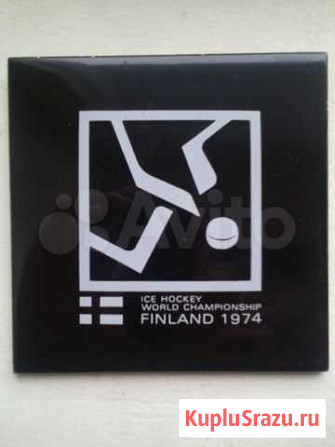 Avito
ICE HOCKEY
WORLD CHAMPIONSHIP
FINLAND 1974
KupluSrazu.ru